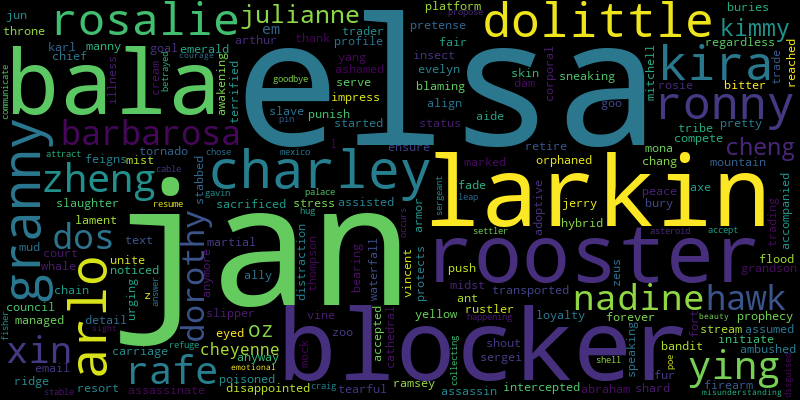 jun
rosalie
julianne
platform
propose
buries
throne
em
pretense
dolittle
kimmy
karl
manny
goal
emerald
arthur
thank
trader
profile
fair
regardless
chief
insect
elsa
bala
illness
cream
betrayed
courage
awakening
terrified
yang
ashamed
evelyn
skin
sneaking
mitchell
kira
trade
reached
communicate
goodbye
serve
impress
blaming
dam
corporal
rosie
bitter
slave
pin
align
goo
ronny
barbarosa
punish
started
status
aide
tribe
pretty
compete
granny
attract
feigns
mist
tornado
chose
mexico
ensure
retire
mona
cheng
zheng
slaughter
cable
stabbed
gavin
palace
charley
marked
orphaned
chang
mountain
resume
sacrificed
stress
assisted
sergeant
fade
leap
larkin
jerry
peace
axe
accompanied
lament
jan
hug
armor
adoptive
hybrid
bury
trading
dos
mud
unite
text
dorothy
martial
distraction
occurs
settler
asteroid
accept
court
whale
noticed
answer
anymore
ally
thompson
bearing
waterfall
protects
vincent
rooster
zeus
flood
grandson
chain
urging
z
push
midst
transported
arlo
council
managed
detail
sight
slipper
vine
accepted
cathedral
yellow
ant
rustler
nadine
hawk
forever
fort
beauty
prophecy
fisher
carriage
refuge
eyed
oz
muck
zoo
blocker
loyalty
happening
stream
assumed
xin
email
rafe
cheyenne
anyway
emotional
shout
sergei
collecting
speaking
shell
bandit
initiate
ambushed
poe
ying
ridge
resort
poisoned
disappointed
craig
tearful
ramsey
intercepted
fur
firearm
disguise
stable
assassinate
assassin
abraham
shard
misunderstanding